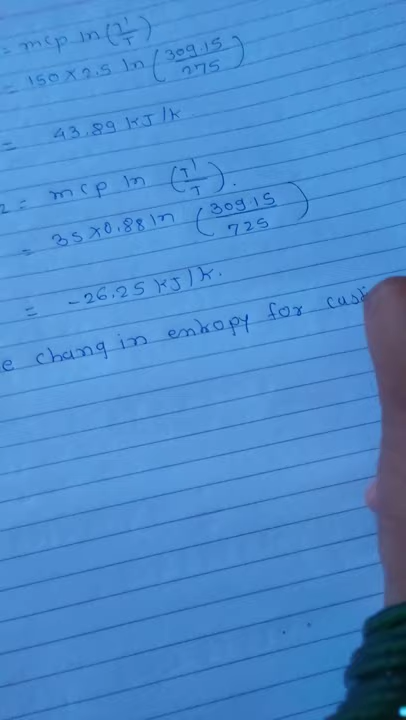 = mcp ln (T'/T)
= 150 x 2.5 ln (309.15/275)
= 43.89 KJ/K
2 = mcp ln (T'/T).
= 35 x 0.88 ln (309.15/725)
= -26.25 KJ/K.
e chang in enhopy for